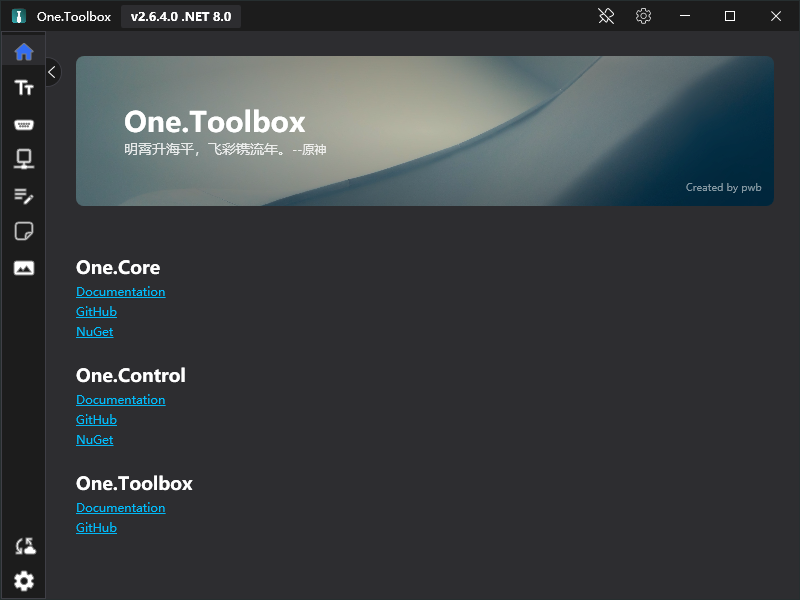 One.Toolbox
v2.6.4.0 .NET 8.0
One.Toolbox
明霄升海平，飞彩镌流年。--原神
Created by pwb
One.Core
Documentation
GitHub
NuGet
One.Control
Documentation
GitHub
NuGet
One.Toolbox
Documentation
GitHub